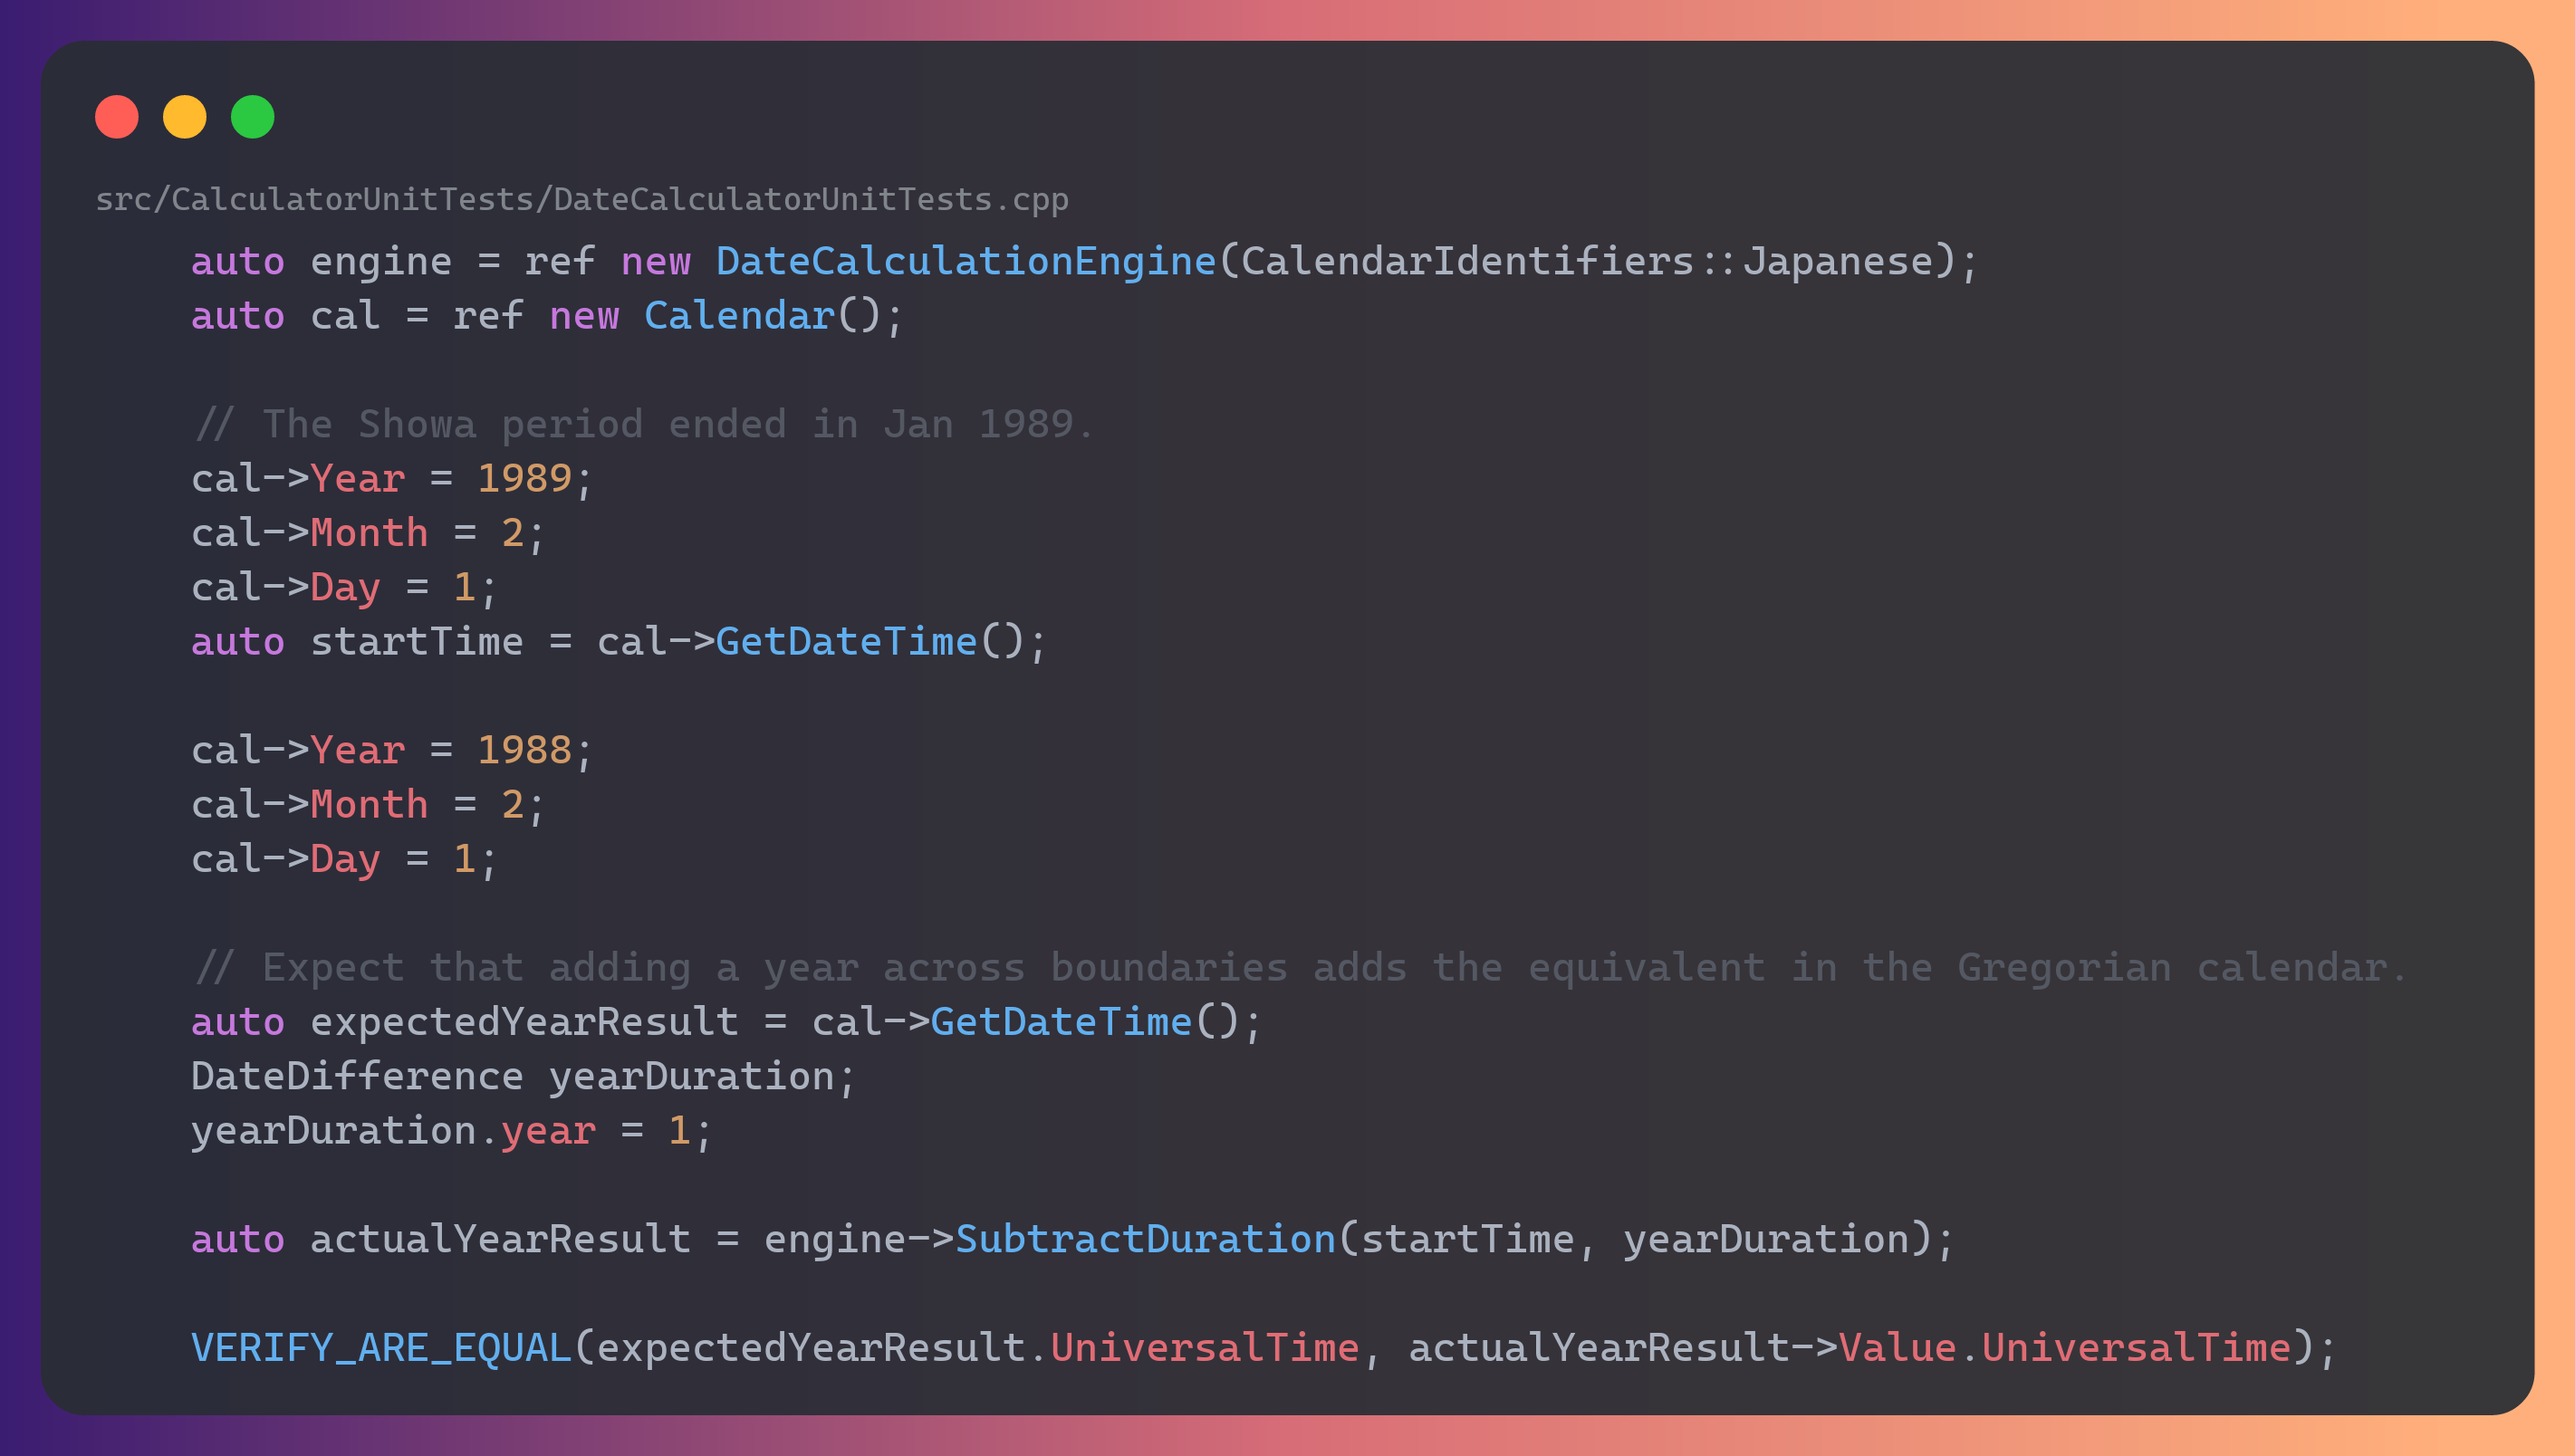 src/CalculatorUnitTests/DateCalculatorUnitTests.cpp
auto engine = ref new DateCalculationEngine(CalendarIdentifiers::Japanese);
auto cal = ref new Calendar();
// The Showa period ended in Jan 1989.
cal->Year = 1989;
cal->Month = 2;
cal->Day = 1;
auto startTime = cal->GetDateTime();
cal->Year = 1988;
cal->Month = 2;
cal->Day = 1;
// Expect that adding a year across boundaries adds the equivalent in the Gregorian calendar.
auto expectedYearResult = cal->GetDateTime();
DateDifference yearDuration;
yearDuration.year = 1;
auto actualYearResult = engine->SubtractDuration(startTime, yearDuration);
VERIFY_ARE_EQUAL(expectedYearResult.UniversalTime, actualYearResult->Value.UniversalTime);